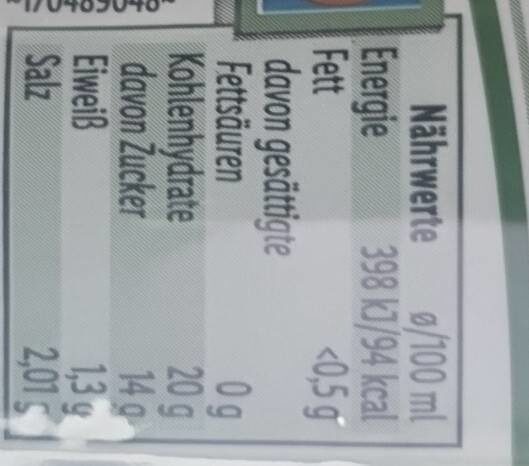 Nährwerte ø/100 ml
Energie 398 kJ/94 kcal
Fett <0,5 g
davon gesättigte
Fettsäuren 0 g
Kohlenhydrate 20 g
davon Zucker 14 g
Eiweiß 1,3 g
Salz 2,01 g